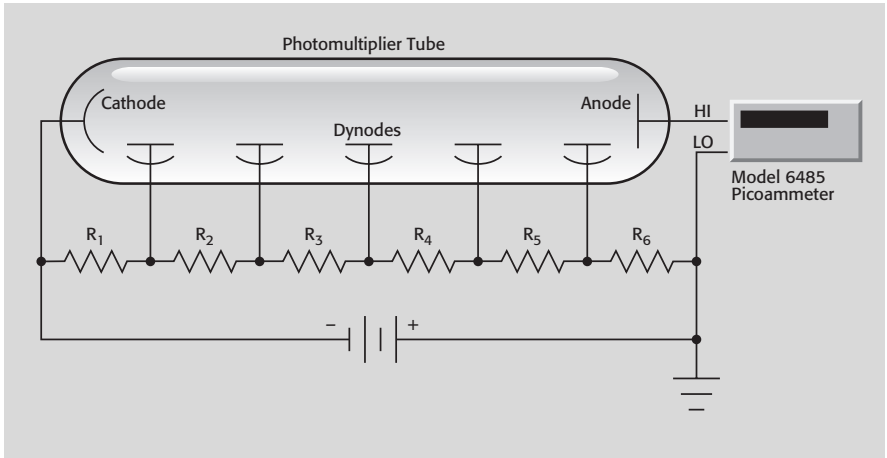 Photomultiplier Tube
Cathode
Anode
Dynodes
HI
LO
Model 6485
Picoammeter
R1
R2
R3
R4
R5
R6
–
+